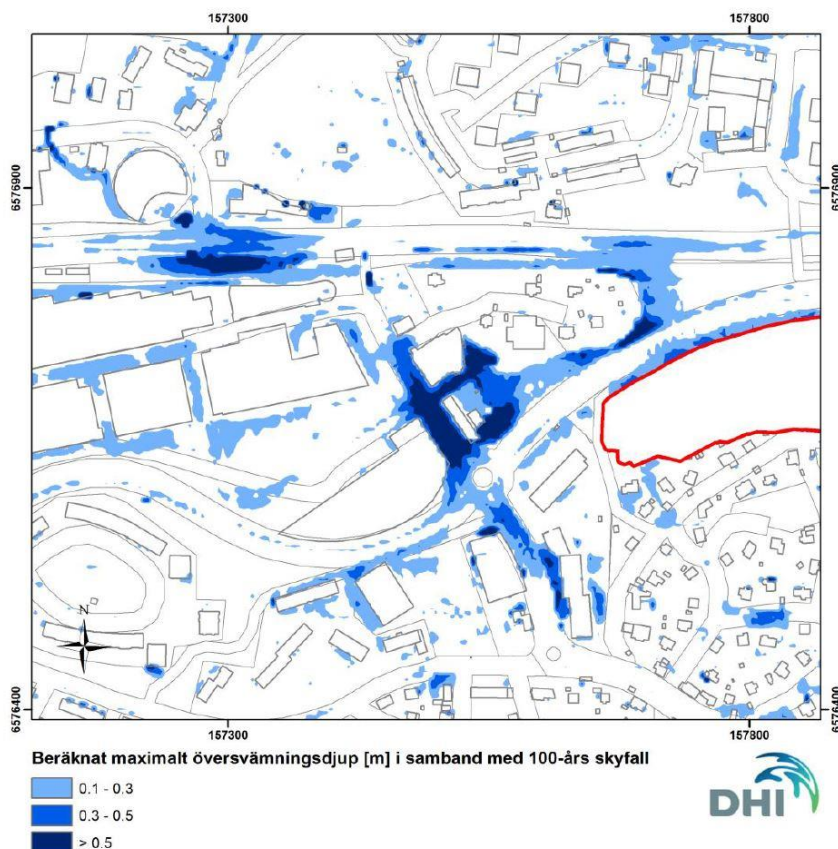 157300
157800
6576900
6576900
N
6576400
6576400
157300
157800
Beräknat maximalt översvämningsdjup [m] i samband med 100-års skyfall
0.1 - 0.3
0.3 - 0.5
> 0.5
DHI